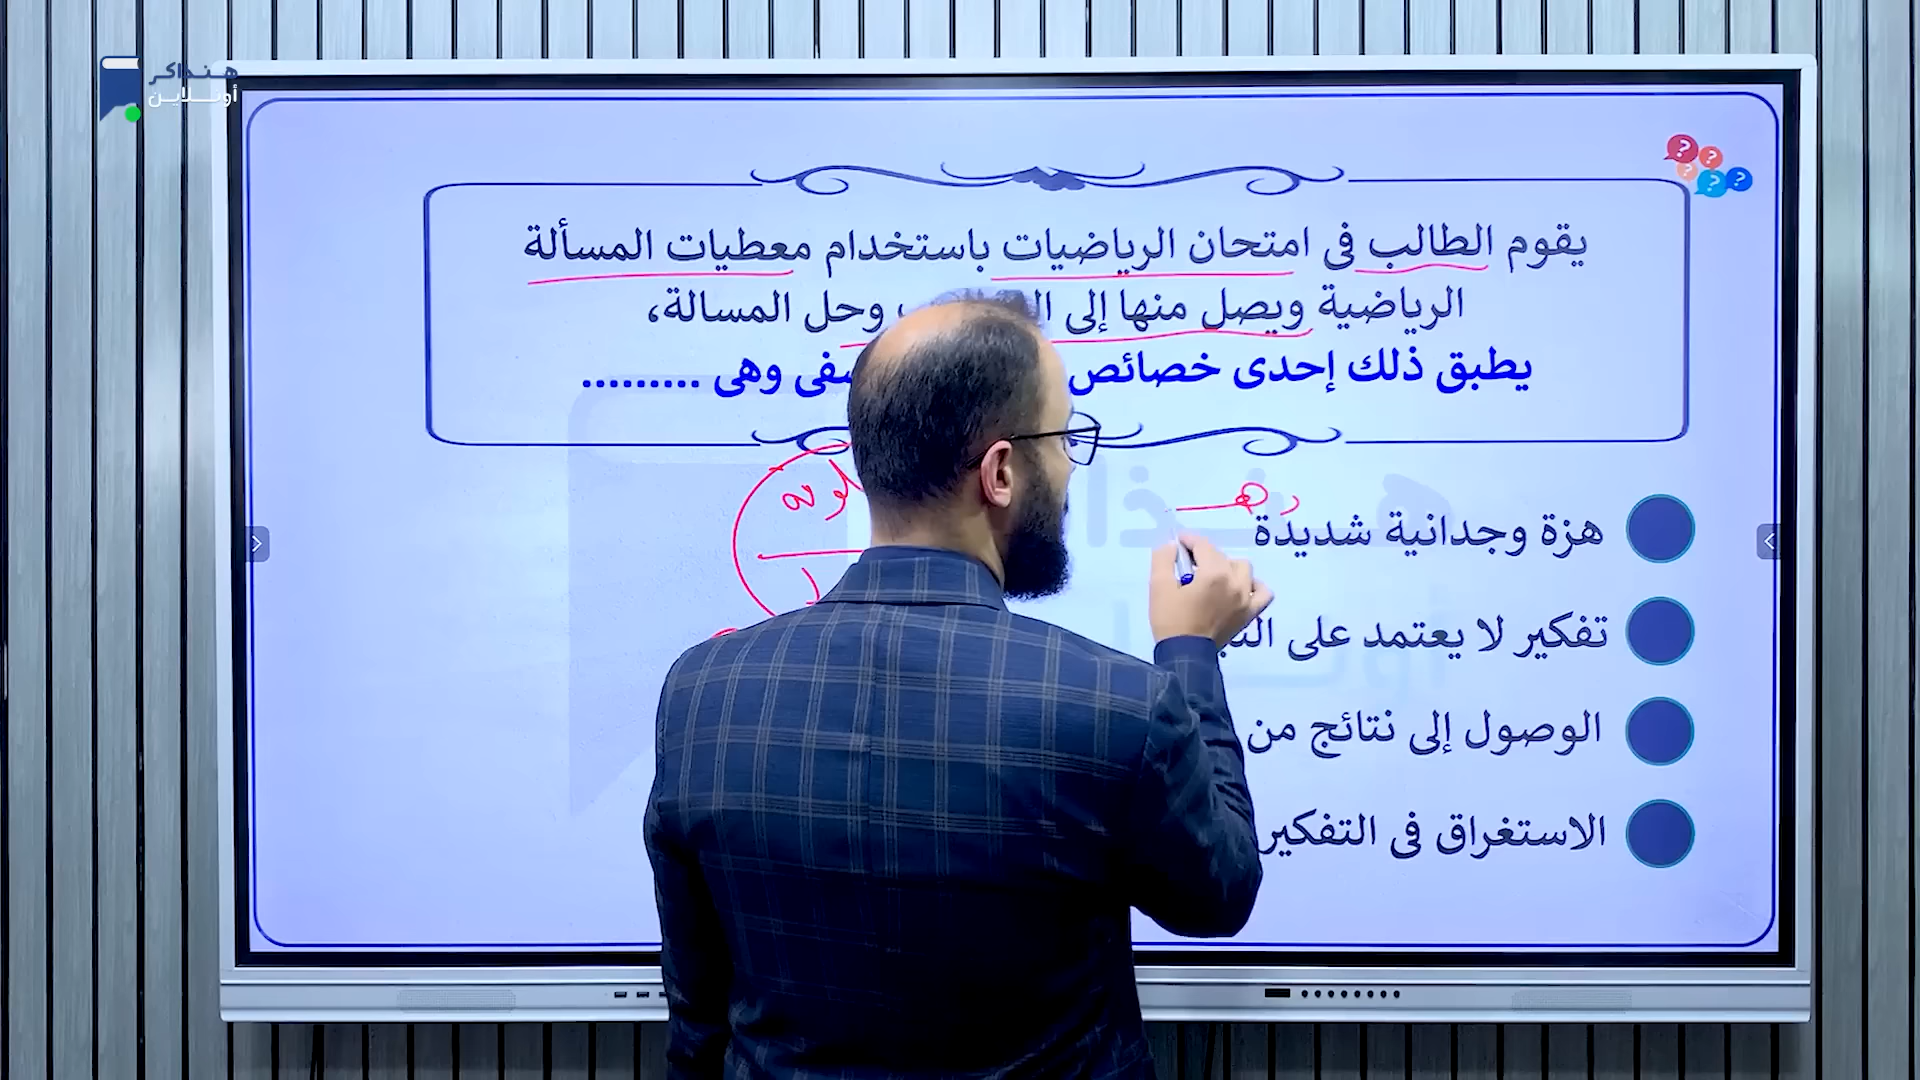 هنذاكر
أونلاين
يقوم الطالب فى امتحان الرياضيات باستخدام معطيات المسألة
الرياضية ويصل منها إلى وحل المسالة،
يطبق ذلك إحدى خصائص وهى .........
هزة وجدانية شديدة
تفكير لا يعتمد على
الوصول إلى نتائج من
الاستغراق فى التفكير